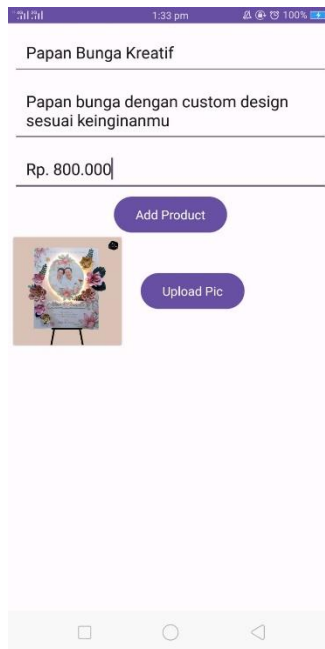 1:33 pm
100%
Papan Bunga Kreatif
Papan bunga dengan custom design
sesuai keinginanmu
Rp. 800.000
Add Product
Upload Pic